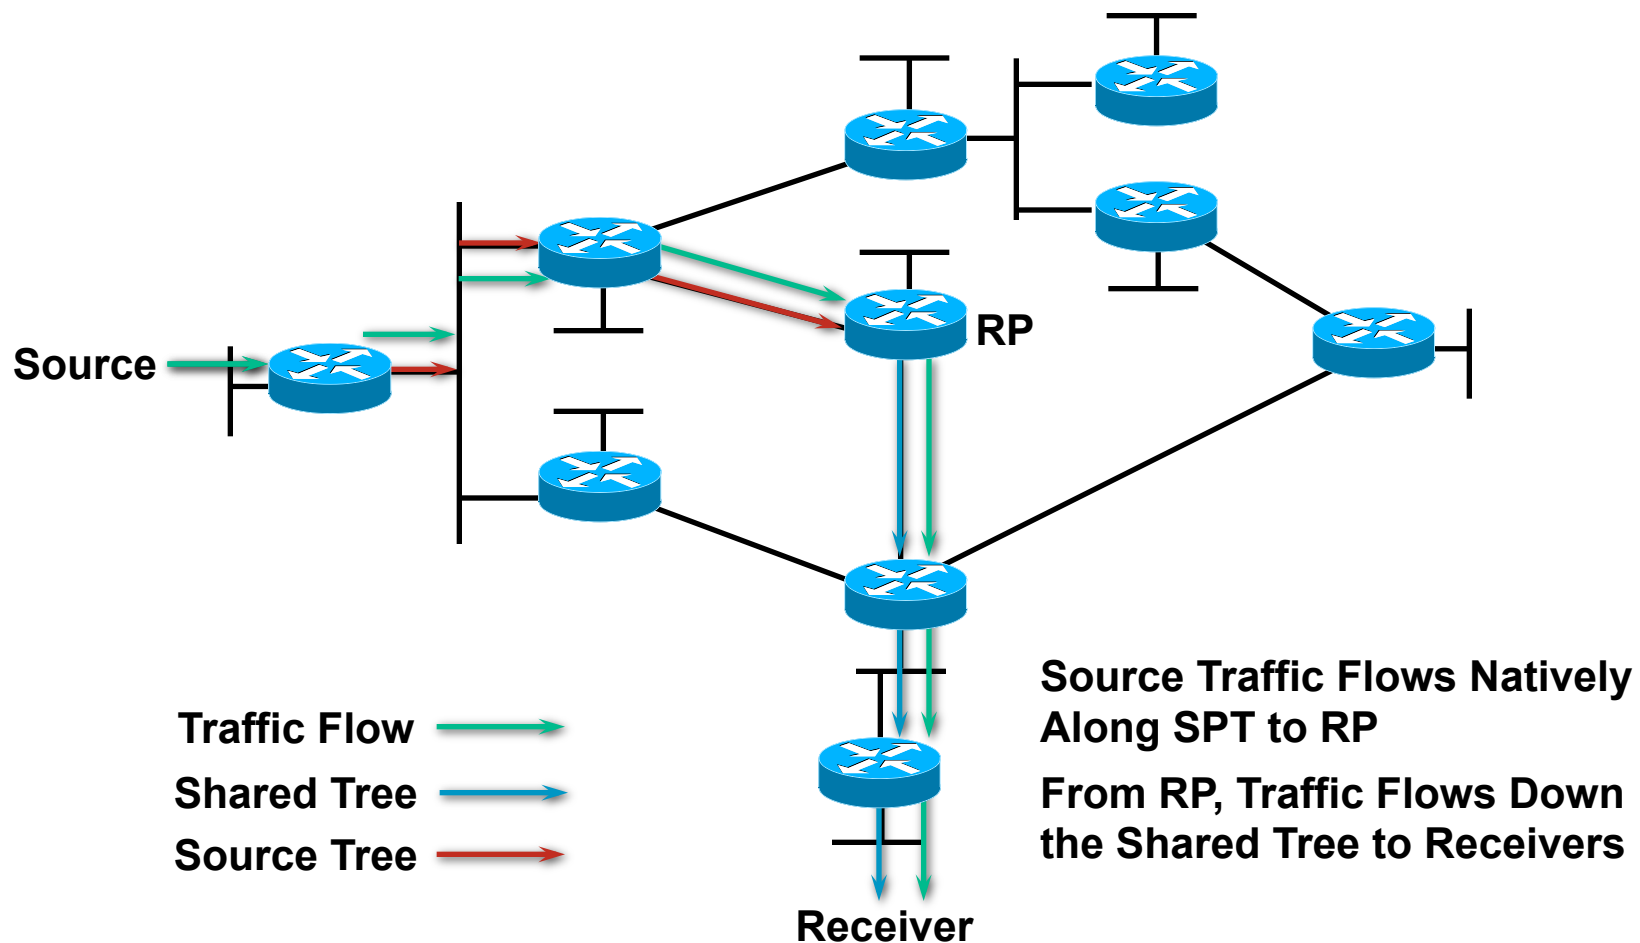 RP
Source
Traffic Flow
Shared Tree
Source Tree
Source Traffic Flows Natively
Along SPT to RP
From RP, Traffic Flows Down
the Shared Tree to Receivers
Receiver